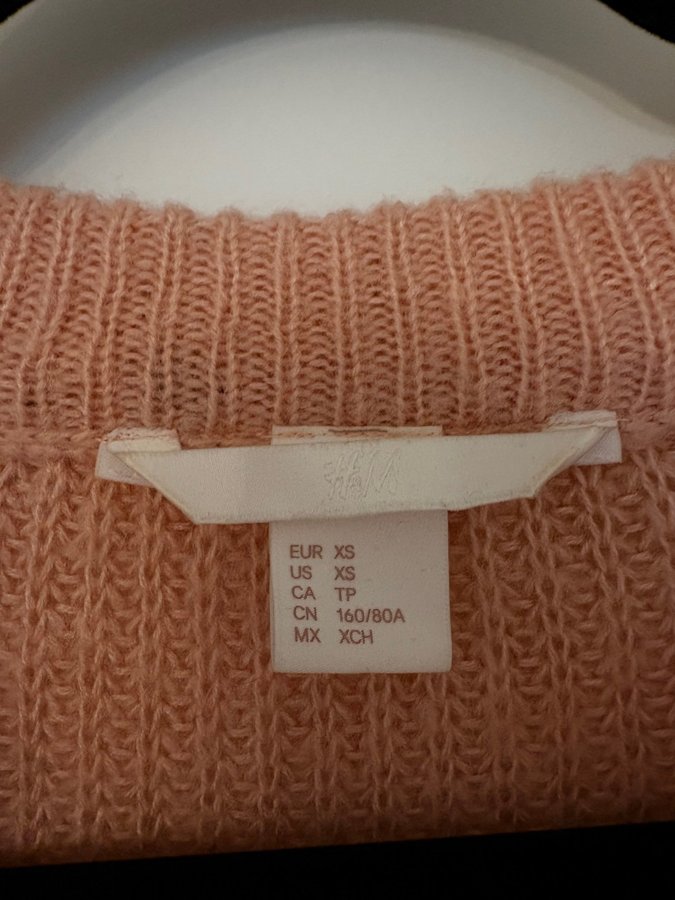 H&M
EUR XS
US XS
CA TP
CN 160/80A
MX XCH